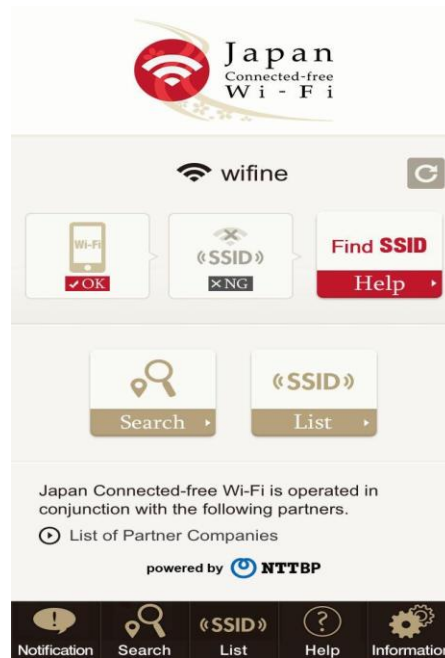 Japan
Connected-free
Wi-Fi
wifine
Wi-Fi
OK
SSID
NG
Find SSID
Help
Search
SSID
List
Japan Connected-free Wi-Fi is operated in
conjunction with the following partners.
List of Partner Companies
powered by NTTBP
Notification Search SSID List Help Information